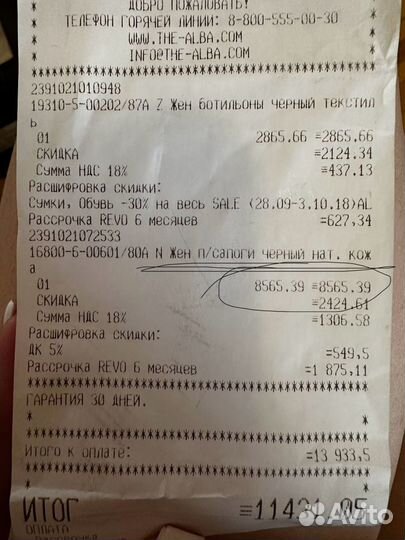 ДОБРО ПОЖАЛОВАТЬ!
ТЕЛЕФОН ГОРЯЧЕЙ ЛИНИИ: 8-800-555-00-30
WWW.THE-ALBA.COM
INFO@THE-ALBA.COM
2391021010948
19310-5-00202/87A Z Жен ботильоны черный текстил
ь
01 2865.66 =2865.66
СКИДКА =2124.34
Сумма НДС 18% =437.13
Расшифровка скидки:
Сумки, Обувь -30% на весь SALE (28.09-3.10.18)AL
Рассрочка REVO 6 месяцев =627,34
2391021072533
16800-6-00601/80A N Жен п/сапоги черный нат. кож
а
01 8565.39 =8565.39
СКИДКА =2424.61
Сумма НДС 18% =1306.58
Расшифровка скидки:
ДК 5% =549,5
Рассрочка REVO 6 месяцев =1 875,11
ГАРАНТИЯ 30 ДНЕЙ.
Итого к оплате: =13 933,5
ИТОГ =11431.05
ОПЛАТА
Avito